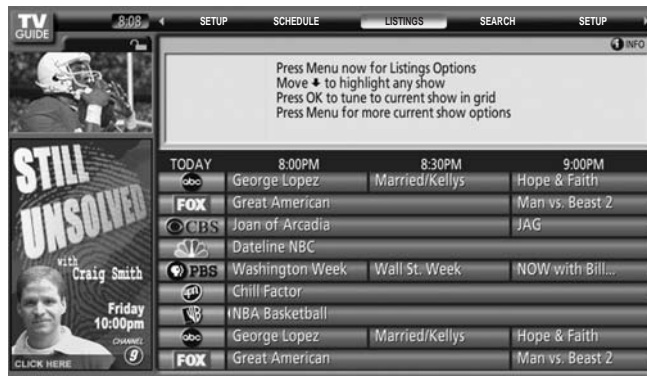 TV
GUIDE
8:08
SETUP SCHEDULE LISTINGS SEARCH SETUP
i INFO
Press Menu now for Listings Options
Move to highlight any show
Press OK to tune to current show in grid
Press Menu for more current show options
STILL
UNSOLVED
with
Craig Smith
Friday
10:00pm
CHANNEL
9
CLICK HERE
TODAY 8:00PM 8:30PM 9:00PM
abc George Lopez Married/Kellys Hope & Faith
FOX Great American Man vs. Beast 2
CBS Joan of Arcadia JAG
Dateline NBC
PBS Washington Week Wall St. Week NOW with Bill...
Chill Factor
WB NBA Basketball
abc George Lopez Married/Kellys Hope & Faith
FOX Great American Man vs. Beast 2